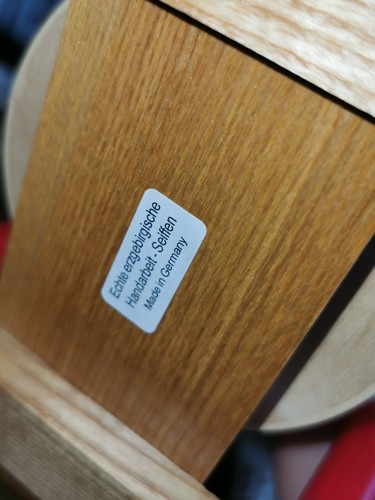 Echte erzgebirgische
Handarbeit - Seiffen
Made in Germany